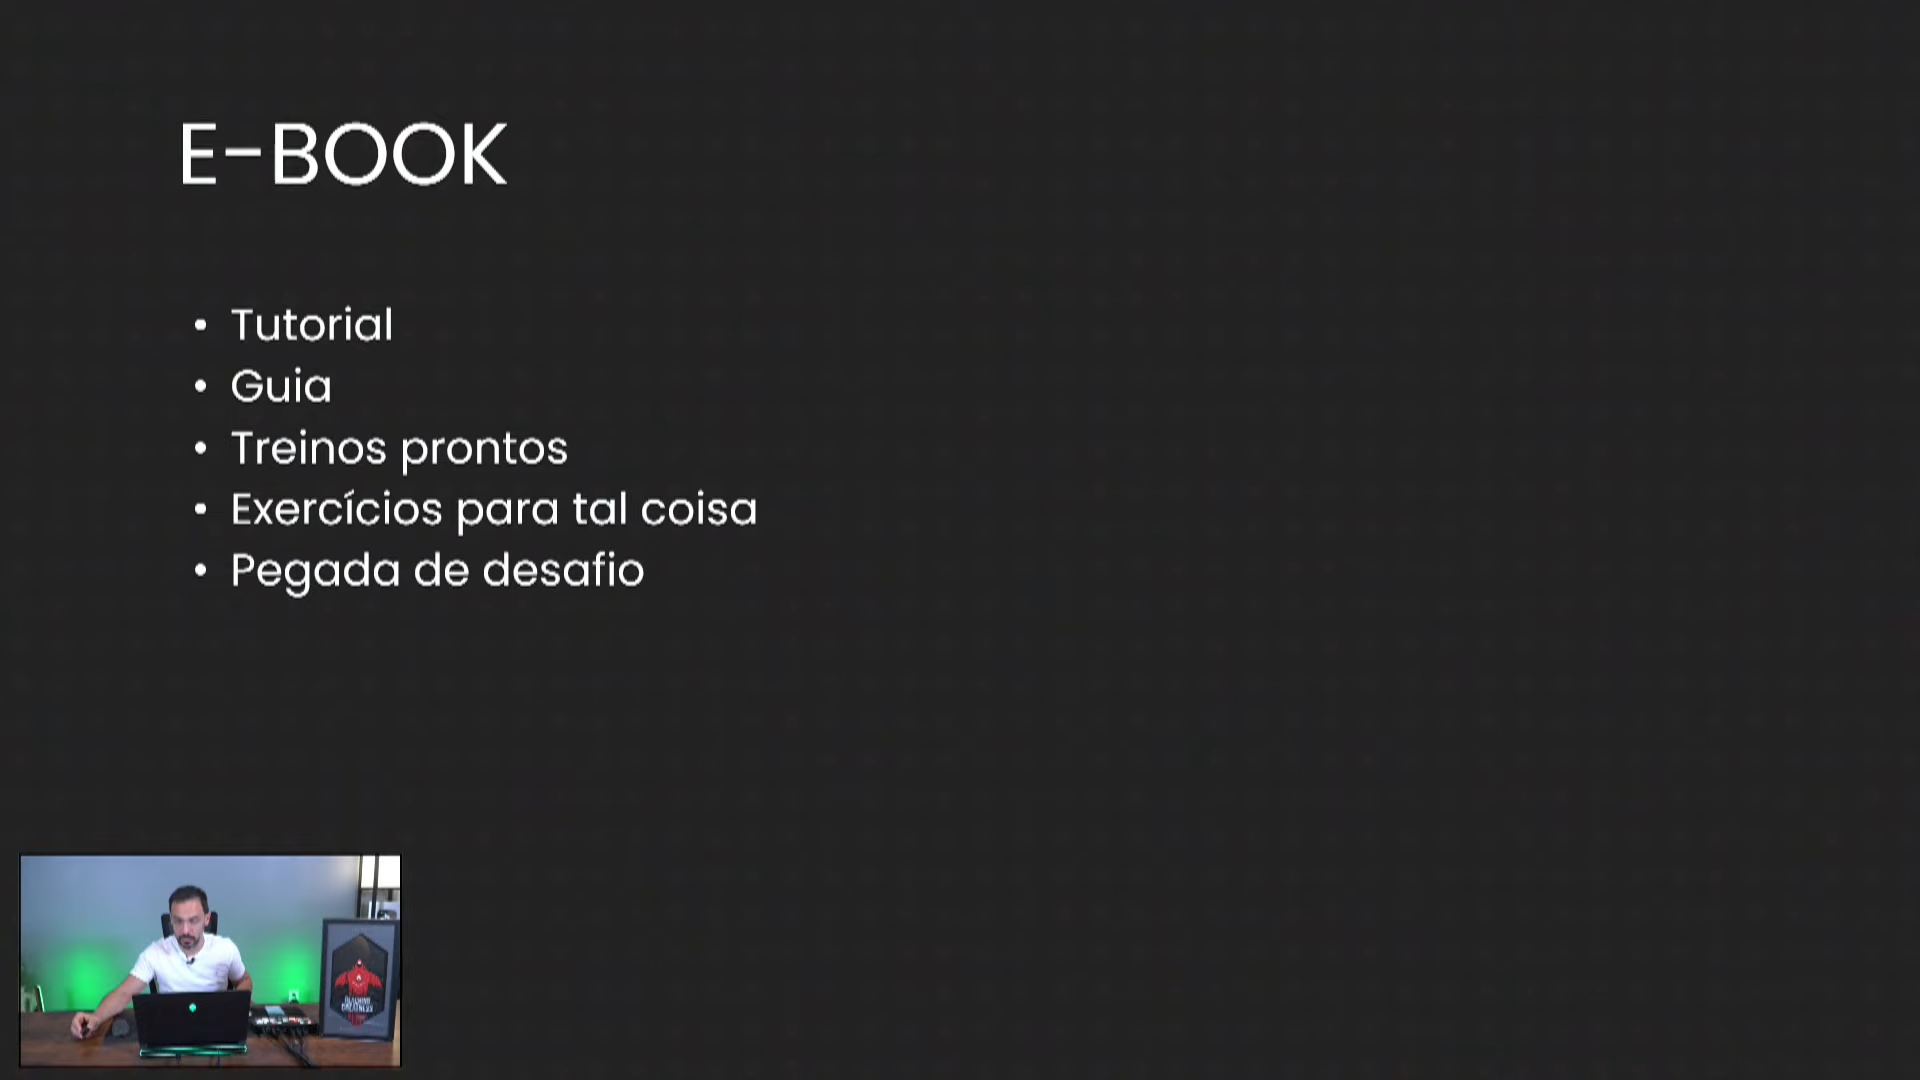 E-BOOK
• Tutorial
• Guia
• Treinos prontos
• Exercícios para tal coisa
• Pegada de desafio